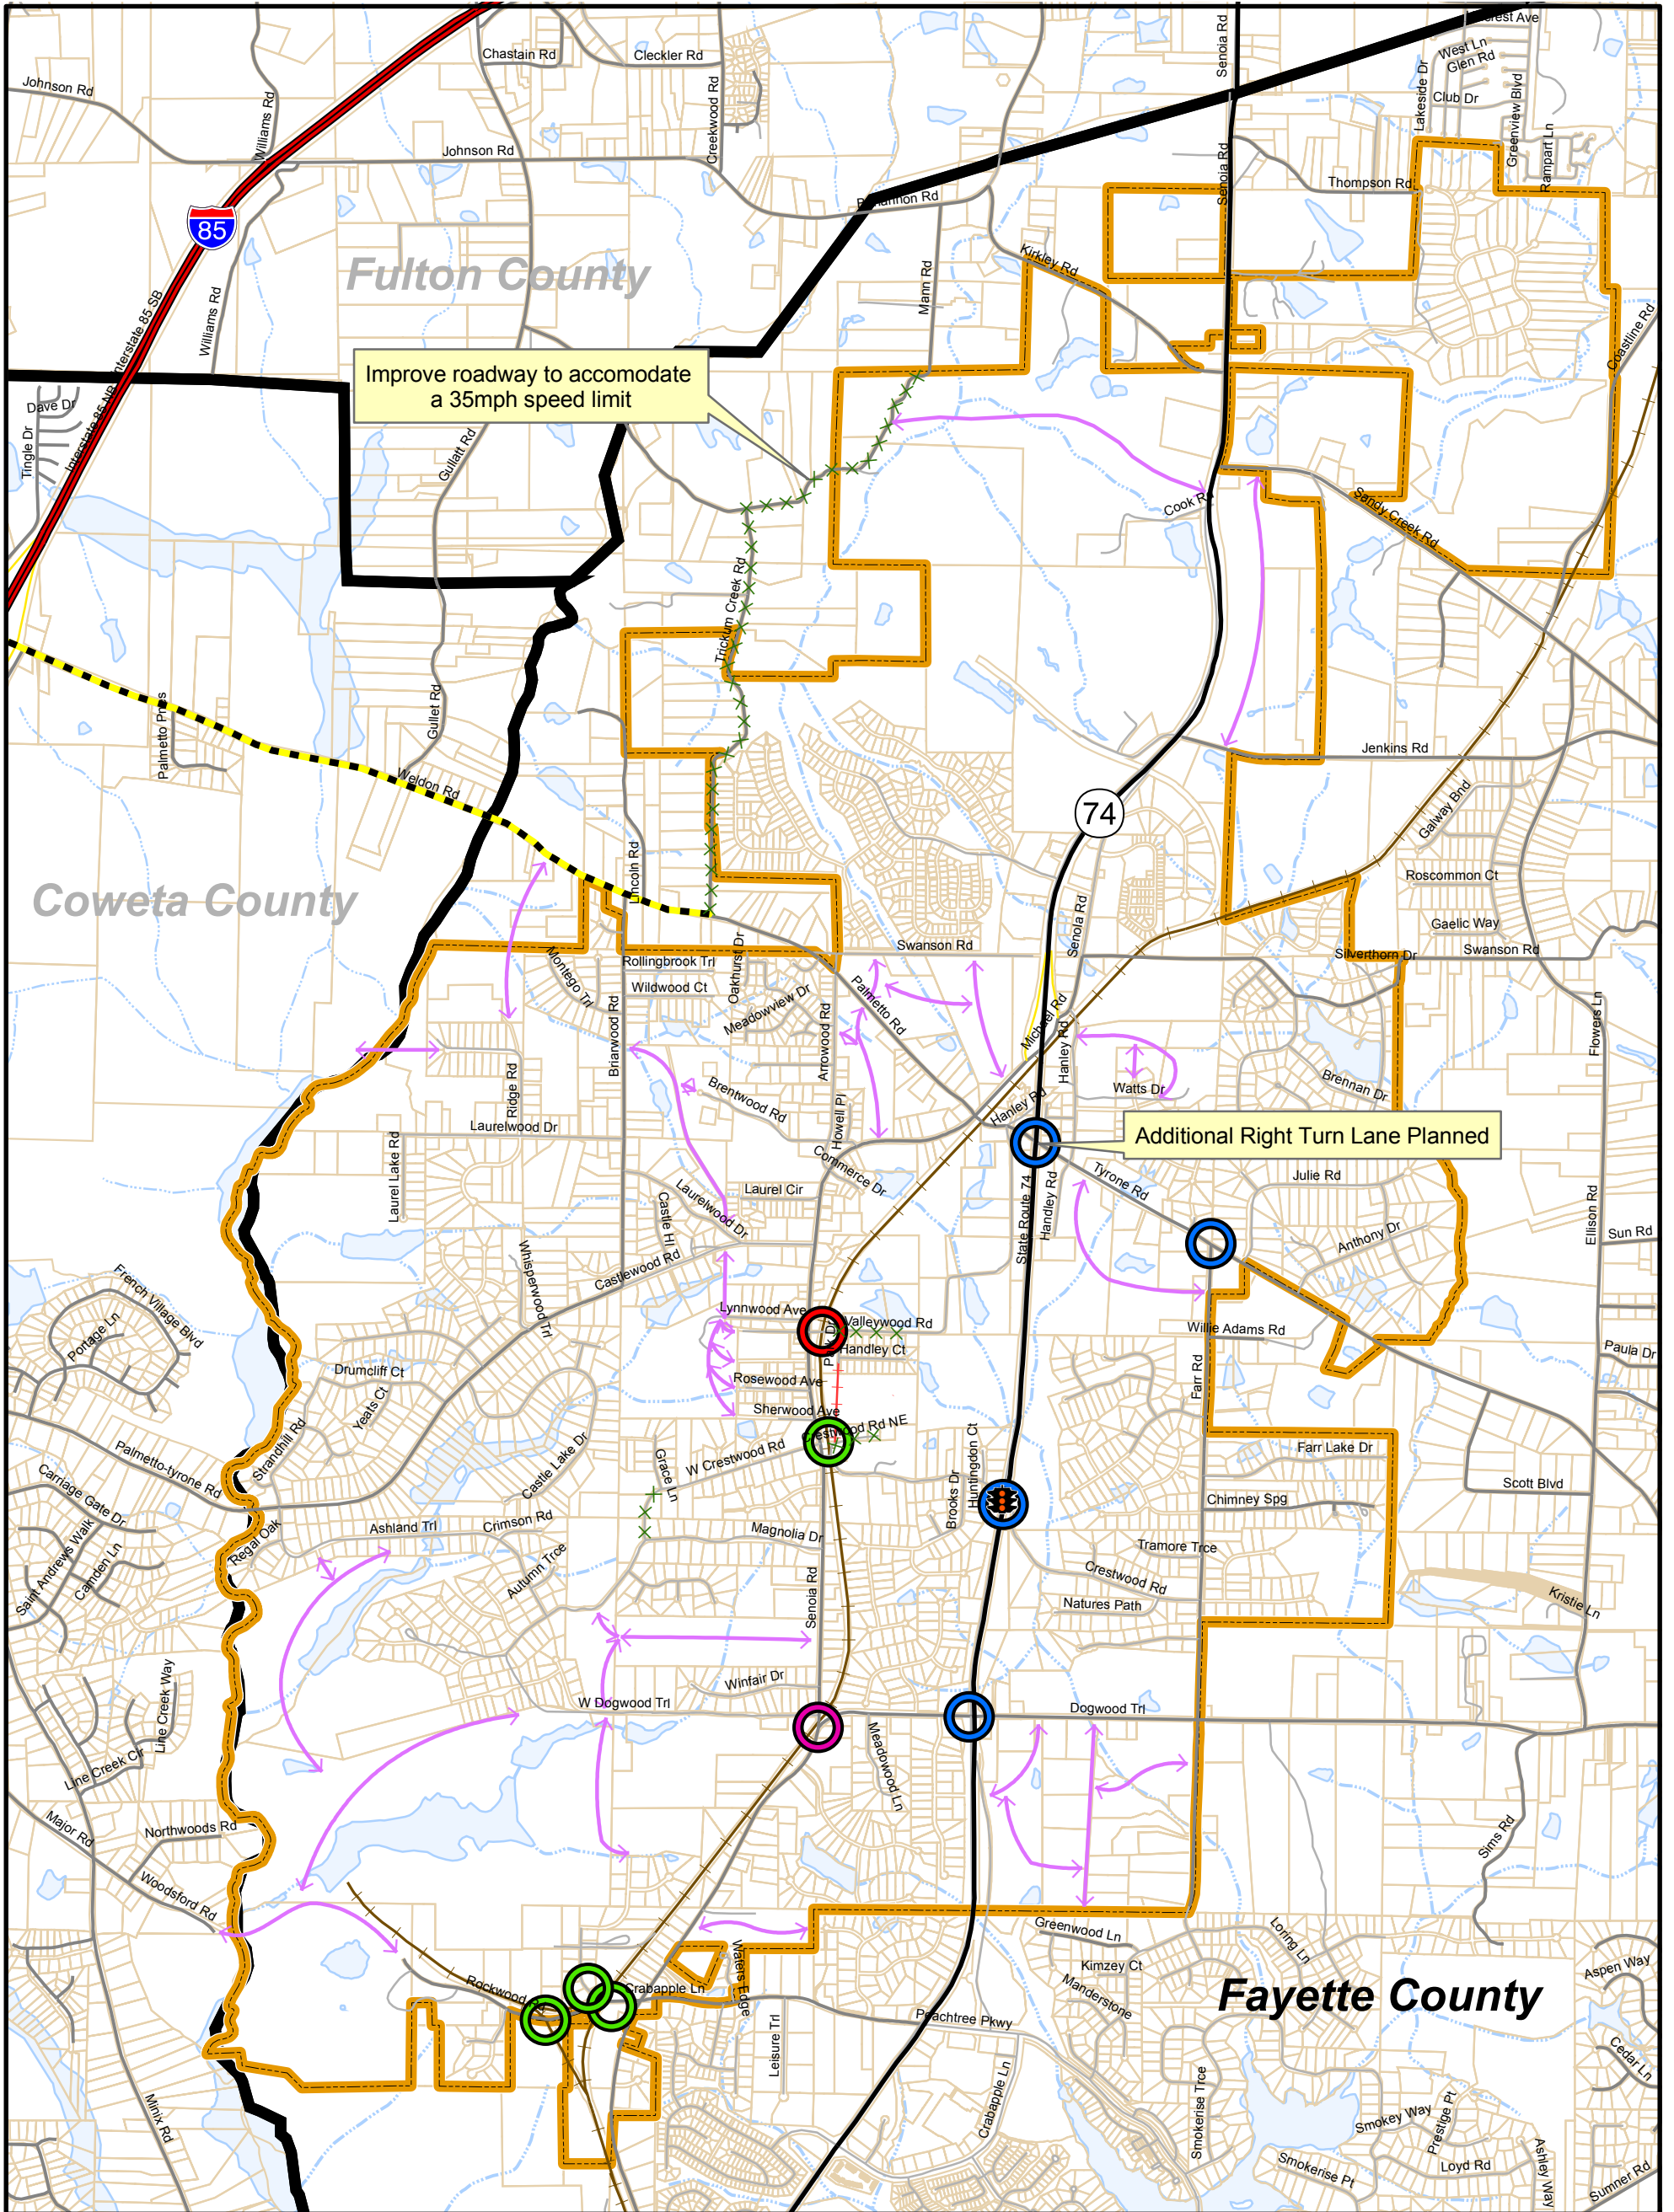 Chastain Rd
Cleckler Rd
Senoia Rd
West Ln
Glen Rd
Lakeside Dr
Club Dr
Greenview Blvd
Rampart Ln
Johnson Rd
Williams Rd
Johnson Rd
Creekwood Rd
Senoia Rd
Thompson Rd
85
Fulton County
Kirkley Rd
Mann Rd
Williams Rd
Interstate 85 SB
Interstate 85 NB
Coastline Rd
Improve roadway to accomodate
a 35mph speed limit
Dave Dr
Tingle Dr
Gullatt Rd
Cook Rd
Sandy Creek Rd
Trickum Creek Rd
Gullet Rd
Palmetto Pnes
Weldon Rd
Jenkins Rd
74
Galway Bnd
Lincoln Rd
Coweta County
Roscommon Ct
Gaelic Way
Senoia Rd
Swanson Rd
Silverthorn Dr
Swanson Rd
Rollingbrook Trl
Oakhurst Dr
Montego Trl
Wildwood Ct
Meadowview Dr
Palmetto Rd
Michael Rd
Hanley Rd
Flowers Ln
Briarwood Rd
Arrowood Rd
Brentwood Rd
Howell Pl
Hanley Rd
Watts Dr
Brennan Dr
Ridge Rd
Laurelwood Dr
Additional Right Turn Lane Planned
Laurel Lake Rd
Commerce Dr
Tyrone Rd
Julie Rd
Laurel Cir
Laurelwood Dr
Castle Hl
State Route 74
Handley Rd
Anthony Dr
Ellison Rd
Sun Rd
Whisperwood Trl
Castlewood Rd
French Village Blvd
Portage Ln
Lynnwood Ave
Valleywood Rd
Handley Ct
Willie Adams Rd
Paula Dr
Drumcliff Ct
Yeats Ct
Rosewood Ave
Farr Rd
Sherwood Ave
Crestwood Rd NE
Palmetto-tyrone Rd
Strandhill Rd
Castle Lake Dr
Grace Ln
W Crestwood Rd
Huntingdon Ct
Brooks Dr
Farr Lake Dr
Scott Blvd
Carriage Gate Dr
Saint Andrews Walk
Camden Ln
Regal Oak
Ashland Trl
Crimson Rd
Autumn Trce
Magnolia Dr
Chimney Spg
Tramore Trce
Crestwood Rd
Natures Path
Kristie Ln
Senoia Rd
Line Creek Way
Winfair Dr
W Dogwood Trl
Dogwood Trl
Line Creek Cir
Meadowood Ln
Major Rd
Northwoods Rd
Sims Rd
Woodsford Rd
Greenwood Ln
Loring Ln
Kimzey Ct
Manderstone
Aspen Way
Waters Edge
Crabapple Ln
Fayette County
Peachtree Pkwy
Leisure Trl
Crabapple Ln
Cedar Ln
Minix Rd
Smokerise Trce
Smokey Way
Prestige Pt
Smokerise Pt
Loyd Rd
Ashley Way
Sumner Rd